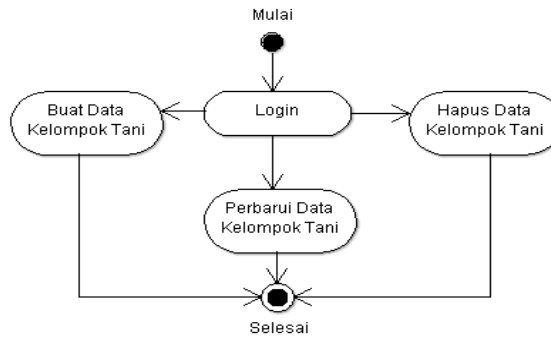 Mulai
Buat Data
Kelompok Tani
Login
Hapus Data
Kelompok Tani
Perbarui Data
Kelompok Tani
Selesai